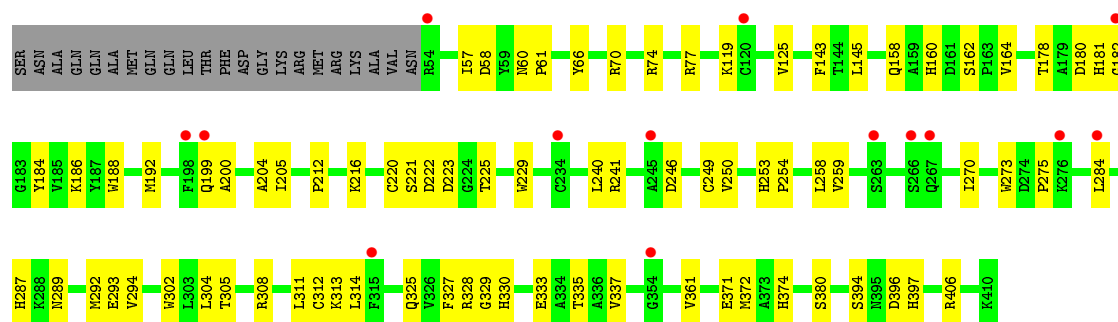 SER ASN ALA GLN GLN ALA MET GLN GLN LEU THR PHE ASP GLY LYS ARG MET ARG LYS ALA VAL ASN R54 I57 D58 Y59 N60 P61 Y66 R70 R74 R77 K119 C120 V125 F143 T144 L145 Q158 A159 H160 D161 S162 P163 V164 T178 A179 D180 H181 C182
G183 Y184 V185 K186 Y187 W188 M192 F198 Q199 A200 A204 I205 P212 K216 C220 S221 D222 D223 G224 T225 W229 C234 L240 R241 A245 D246 C249 V250 H253 P254 L258 V259 S263 S266 Q267 I270 W273 D274 P275 K276 L284
H287 K288 N289 M292 E293 V294 W302 L303 L304 T305 R308 L311 C312 K313 L314 F315 Q325 V326 F327 R328 G329 H330 E333 A334 T335 A336 V337 G354 V361 E371 M372 A373 H374 S380 S394 N395 D396 H397 R406 K410